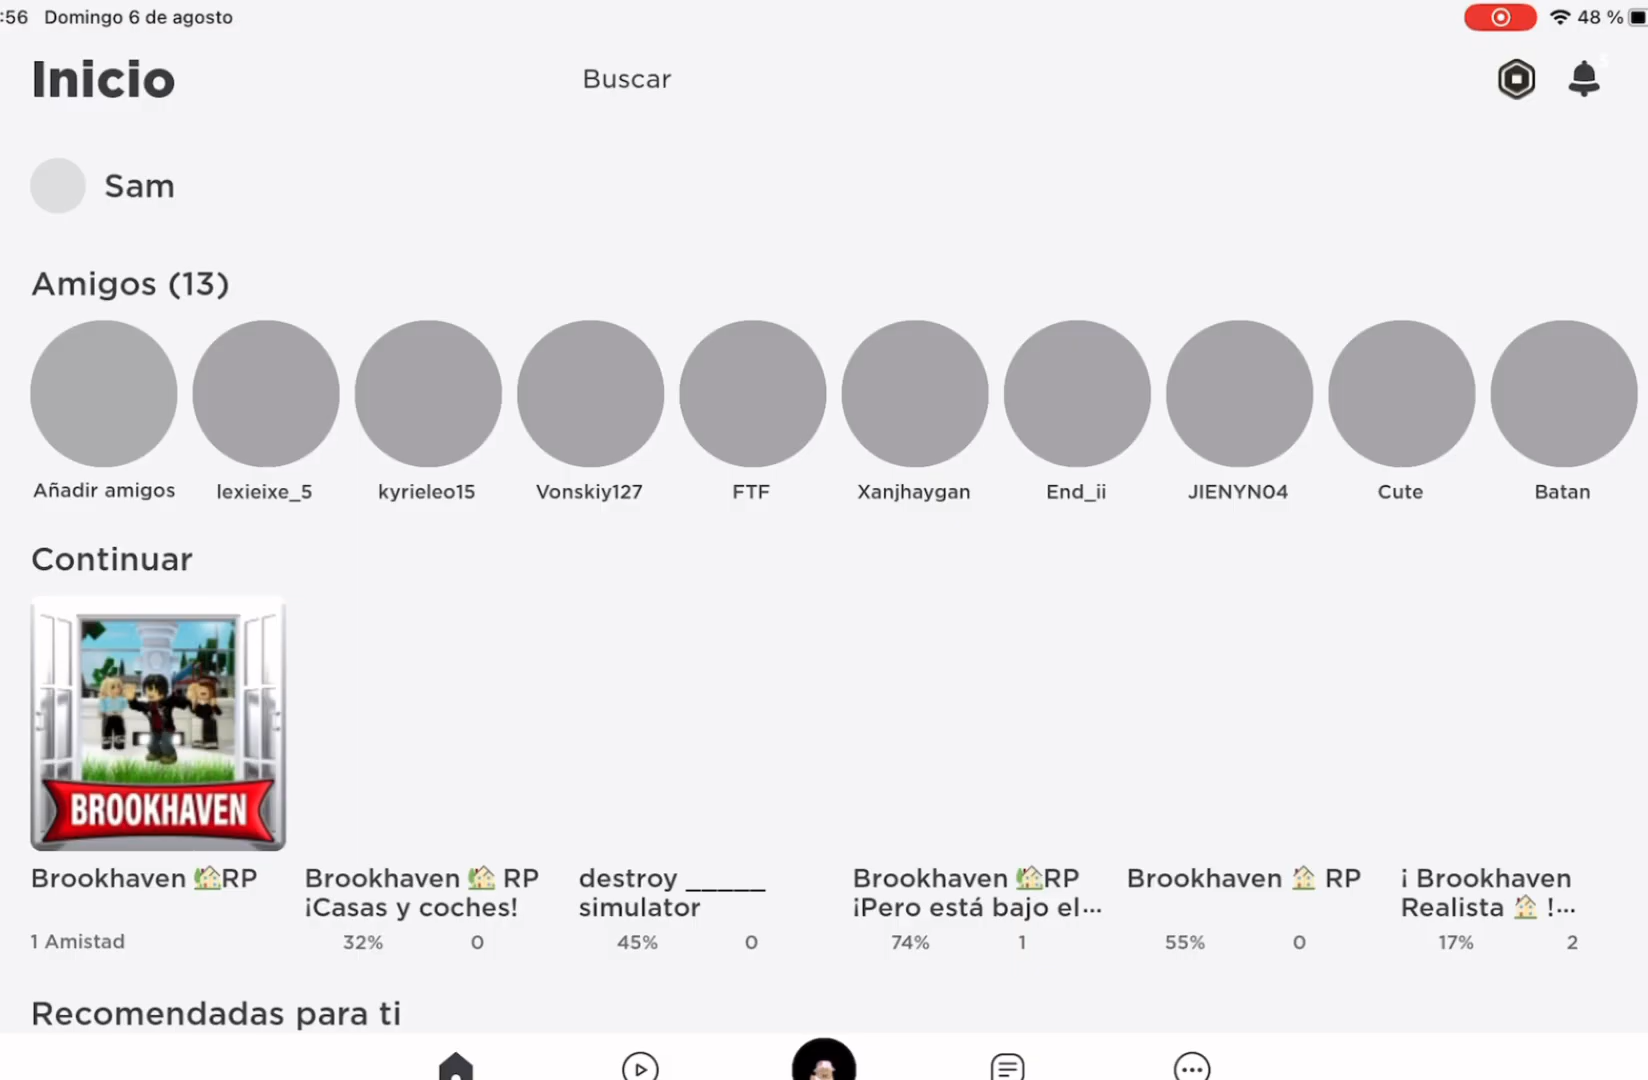 :56 Domingo 6 de agosto 48 %
Inicio Buscar
Sam
Amigos (13)
Añadir amigos lexieixe_5 kyrieleo15 Vonskiy127 FTF Xanjhaygan End_ii JIENYN04 Cute Batan
Continuar
BROOKHAVEN
Brookhaven 🏡RP Brookhaven 🏡 RP destroy _____ Brookhaven 🏡RP Brookhaven 🏠 RP ¡ Brookhaven
¡Casas y coches! simulator ¡Pero está bajo el... Realista 🏠 !...
1 Amistad 32% 0 45% 0 74% 1 55% 0 17% 2
Recomendadas para ti